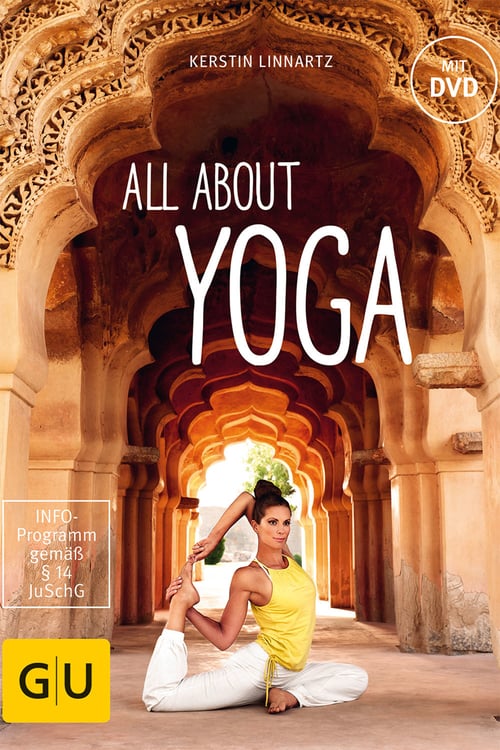 KERSTIN LINNARTZ
MIT
DVD
ALL ABOUT
YOGA
INFO-
Programm
gemäß
§ 14
JuSchG
G|U